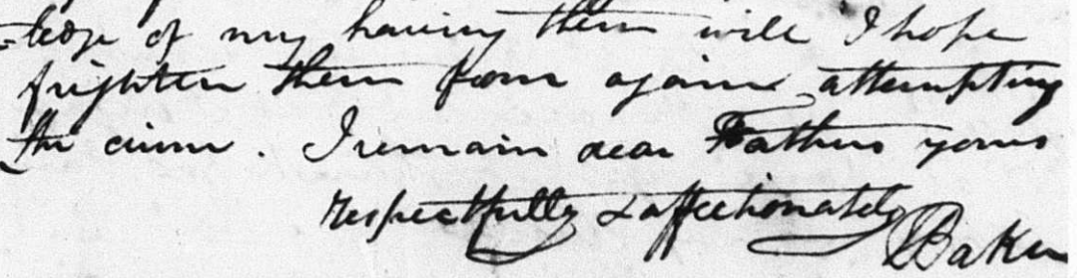 -ledge of my having them will I hope
frighten them from again attempting
the crime. I remain dear Father yours
respectfully & affectionately
Baker